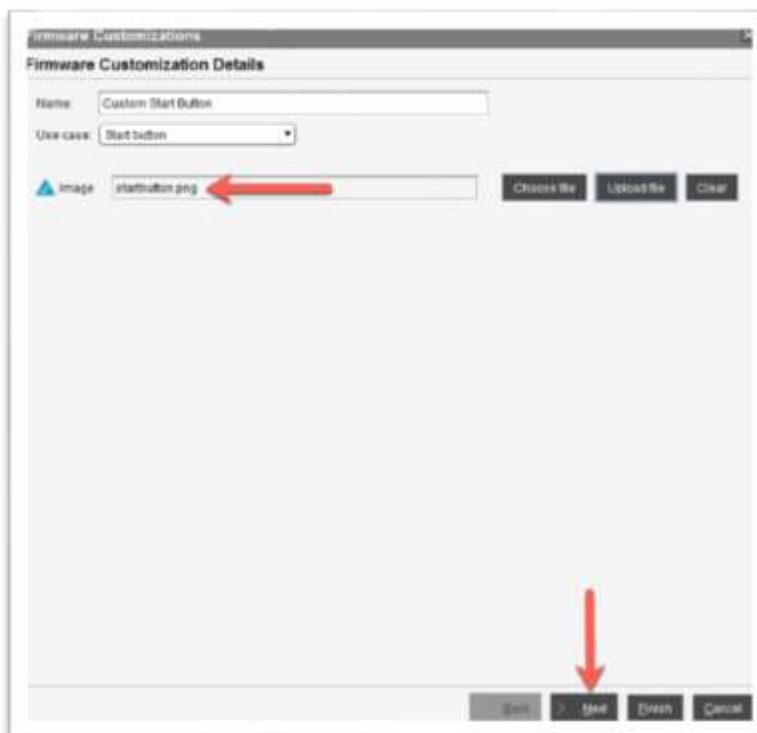 Firmware Customizations
Firmware Customization Details
Name: Custom Start Button
Use case: Start button
Image startbutton.png Choose file Upload file Clear
Back Next Finish Cancel